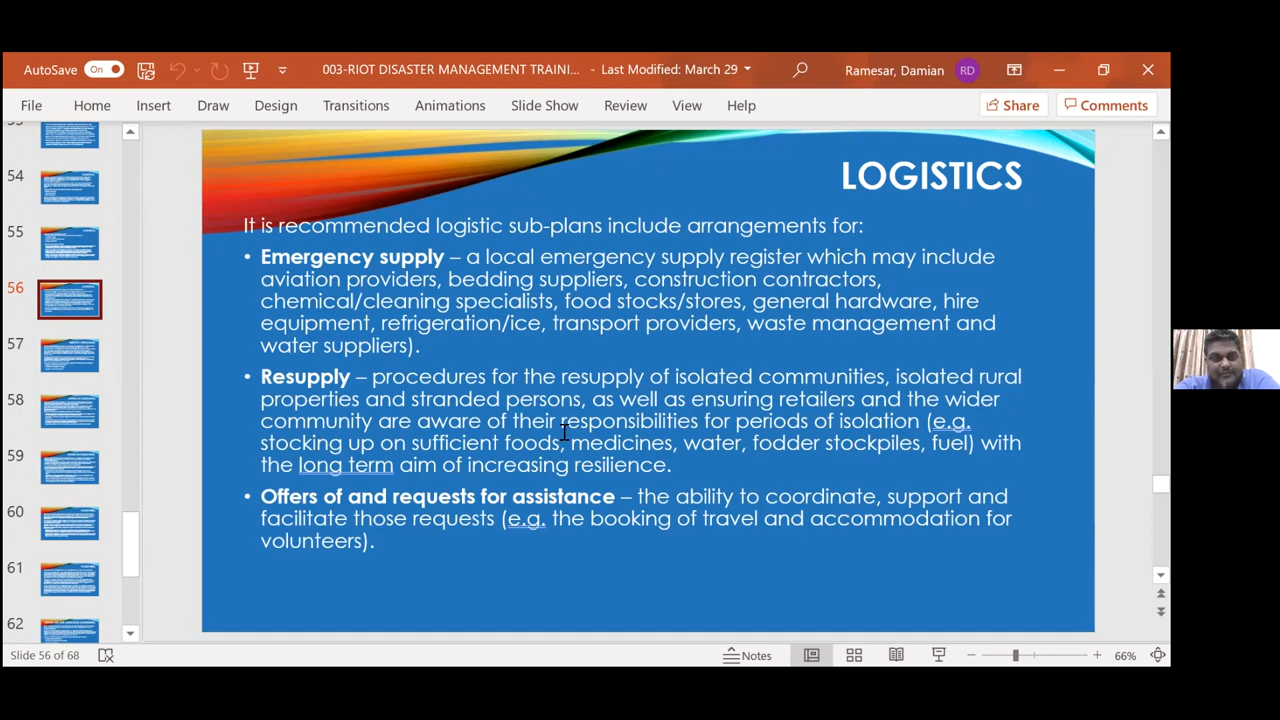 AutoSave On 003-RIOT DISASTER MANAGEMENT TRAINI... - Last Modified: March 29 Ramesar, Damian RD
File Home Insert Draw Design Transitions Animations Slide Show Review View Help Share Comments
54
55
56
57
58
59
60
61
62
LOGISTICS
It is recommended logistic sub-plans include arrangements for:
• Emergency supply – a local emergency supply register which may include
aviation providers, bedding suppliers, construction contractors,
chemical/cleaning specialists, food stocks/stores, general hardware, hire
equipment, refrigeration/ice, transport providers, waste management and
water suppliers).
• Resupply – procedures for the resupply of isolated communities, isolated rural
properties and stranded persons, as well as ensuring retailers and the wider
community are aware of their responsibilities for periods of isolation (e.g.
stocking up on sufficient foods, medicines, water, fodder stockpiles, fuel) with
the long term aim of increasing resilience.
• Offers of and requests for assistance – the ability to coordinate, support and
facilitate those requests (e.g. the booking of travel and accommodation for
volunteers).
Slide 56 of 68 Notes 66%